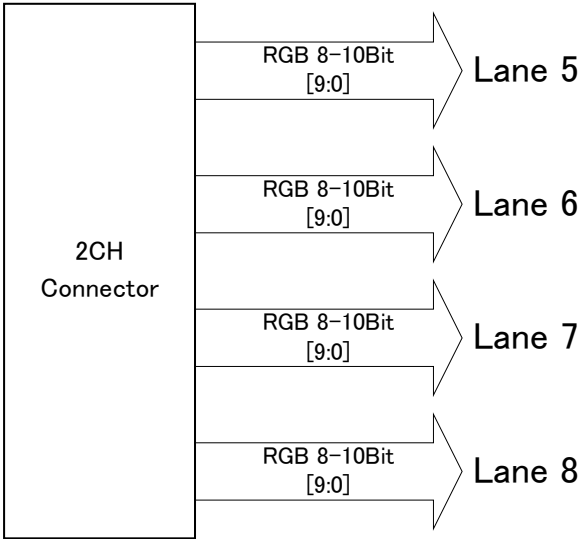 RGB 8-10Bit
[9:0]
Lane 5
RGB 8-10Bit
[9:0]
Lane 6
2CH
Connector
RGB 8-10Bit
[9:0]
Lane 7
RGB 8-10Bit
[9:0]
Lane 8